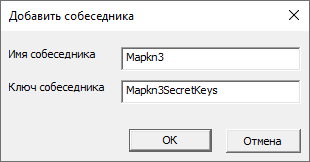 Добавить собеседника
Имя собеседника
Mapkn3
Ключ собеседника
Mapkn3SecretKeys
OK
Отмена